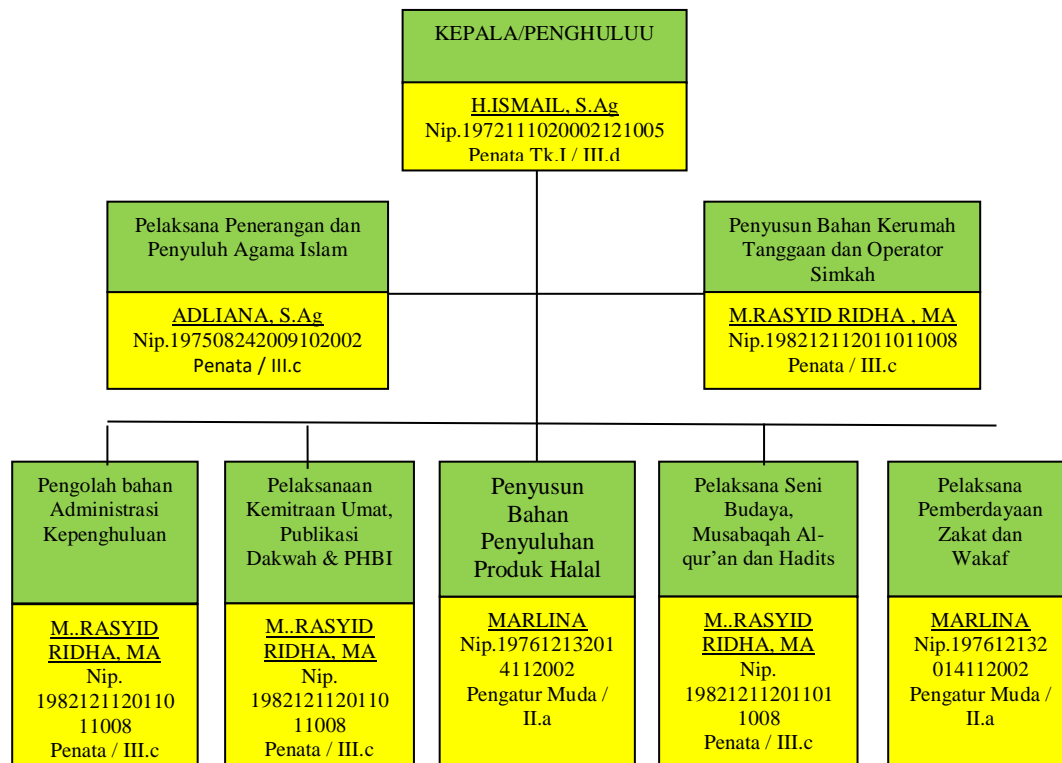 KEPALA/PENGHULUU
H.ISMAIL, S.Ag
Nip.1972111020002121005
Penata Tk.I / III.d
Pelaksana Penerangan dan
Penyuluh Agama Islam
ADLIANA, S.Ag
Nip.197508242009102002
Penata / III.c
Penyusun Bahan Kerumah
Tanggaan dan Operator
Simkah
M.RASYID RIDHA , MA
Nip.198212112011011008
Penata / III.c
Pengolah bahan
Administrasi
Kepenghuluan
M..RASYID
RIDHA, MA
Nip.
1982121120110
11008
Penata / III.c
Pelaksanaan
Kemitraan Umat,
Publikasi
Dakwah & PHBI
M..RASYID
RIDHA, MA
Nip.
1982121120110
11008
Penata / III.c
Penyusun
Bahan
Penyuluhan
Produk Halal
MARLINA
Nip.19761213201
4112002
Pengatur Muda /
II.a
Pelaksana Seni
Budaya,
Musabaqah Al-
qur’an dan Hadits
M..RASYID
RIDHA, MA
Nip.
19821211201101
1008
Penata / III.c
Pelaksana
Pemberdayaan
Zakat dan
Wakaf
MARLINA
Nip.197612132
014112002
Pengatur Muda /
II.a